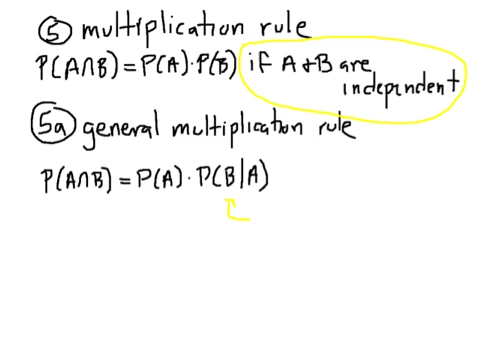 ⑤ multiplication rule
P(A∩B) = P(A)·P(B) if A + B are
independent
5a general multiplication rule
P(A∩B) = P(A) · P(B|A)